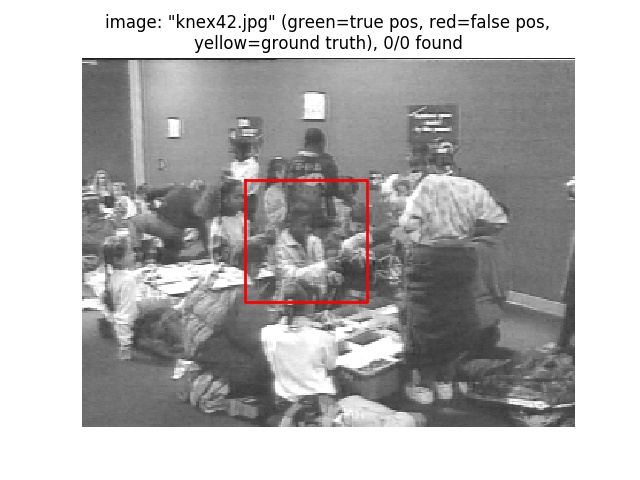 image: "knex42.jpg" (green=true pos, red=false pos,
yellow=ground truth), 0/0 found